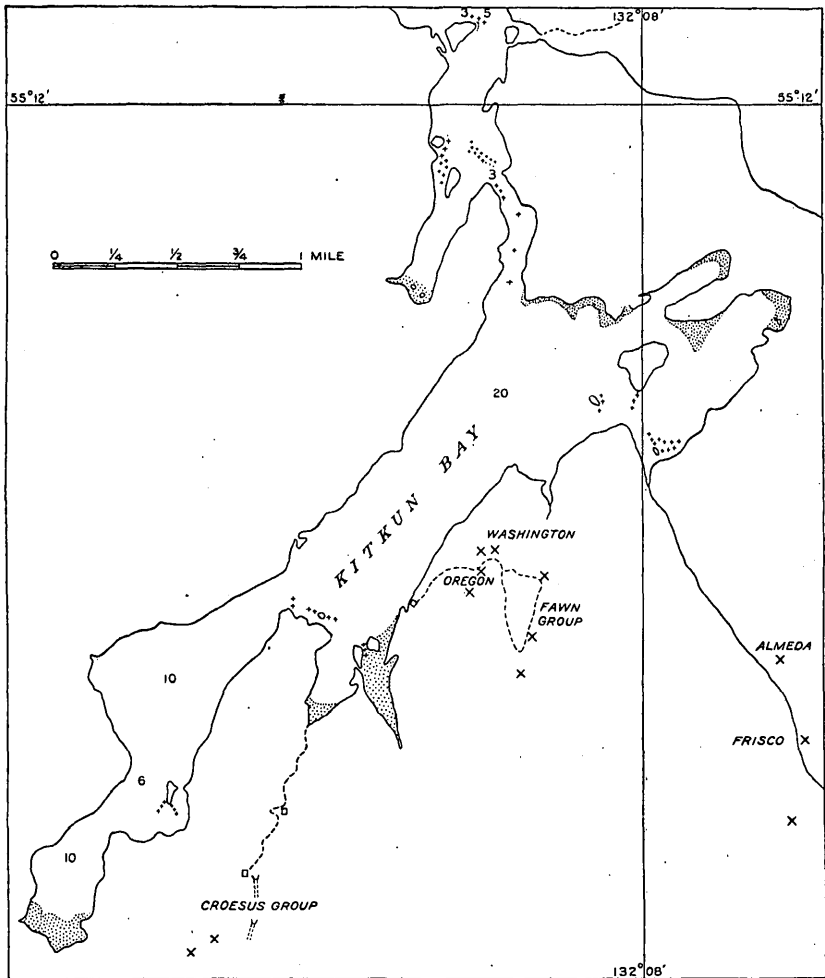 3 5
132°08'
55°12'
55°12'
3
0 1/4 1/2 3/4 1 MILE
20
KITKUN BAY
WASHINGTON
OREGON
FAWN
GROUP
ALMEDA
10
FRISCO
6
10
CROESUS GROUP
132°08'